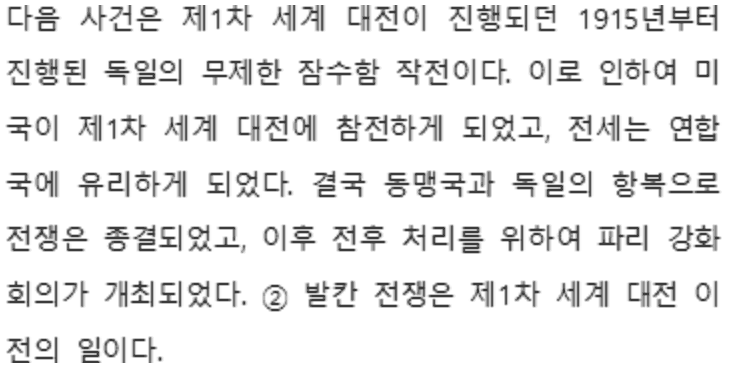 다음 사건은 제1차 세계 대전이 진행되던 1915년부터
진행된 독일의 무제한 잠수함 작전이다. 이로 인하여 미
국이 제1차 세계 대전에 참전하게 되었고, 전세는 연합
국에 유리하게 되었다. 결국 동맹국과 독일의 항복으로
전쟁은 종결되었고, 이후 전후 처리를 위하여 파리 강화
회의가 개최되었다. ② 발칸 전쟁은 제1차 세계 대전 이
전의 일이다.